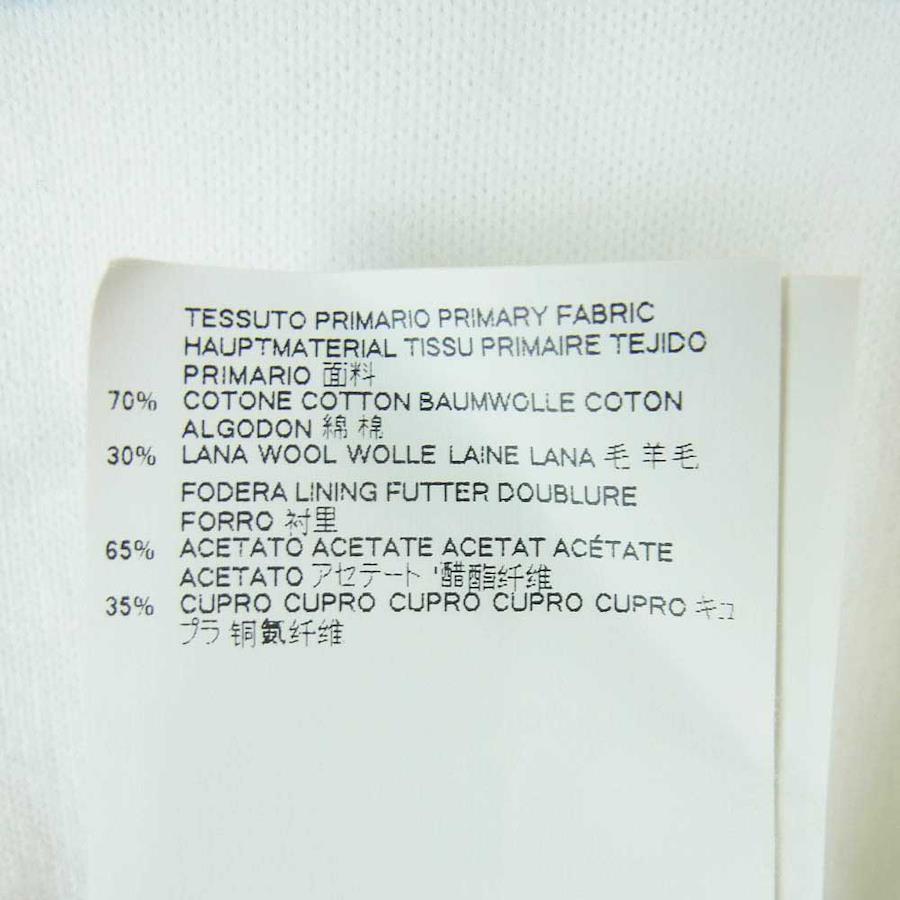 TESSUTO PRIMARIO PRIMARY FABRIC
HAUPTMATERIAL TISSU PRIMAIRE TEJIDO
PRIMARIO 面料
70% COTONE COTTON BAUMWOLLE COTON
ALGODON 綿 棉
30% LANA WOOL WOLLE LAINE LANA 毛 羊毛
FODERA LINING FUTTER DOUBLURE
FORRO 衬里
65% ACETATO ACETATE ACETAT ACÉTATE
ACETATO アセテート '醋酯纤维
35% CUPRO CUPRO CUPRO CUPRO CUPRO キュ
プラ 铜氨纤维